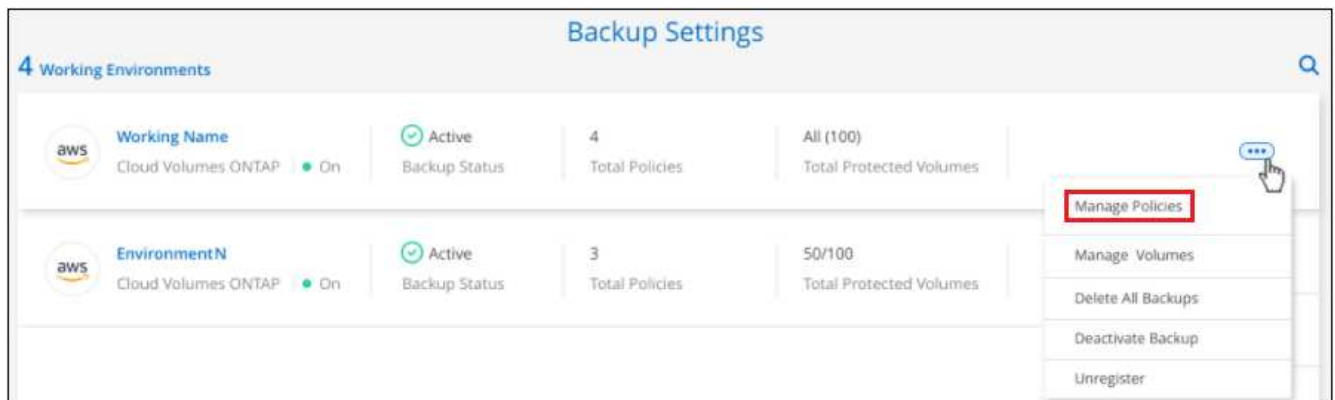 Backup Settings
4 Working Environments
aws
Working Name
Cloud Volumes ONTAP
On
Active
Backup Status
4
Total Policies
All (100)
Total Protected Volumes
Manage Policies
Manage Volumes
Delete All Backups
Deactivate Backup
Unregister
aws
EnvironmentN
Cloud Volumes ONTAP
On
Active
Backup Status
3
Total Policies
50/100
Total Protected Volumes